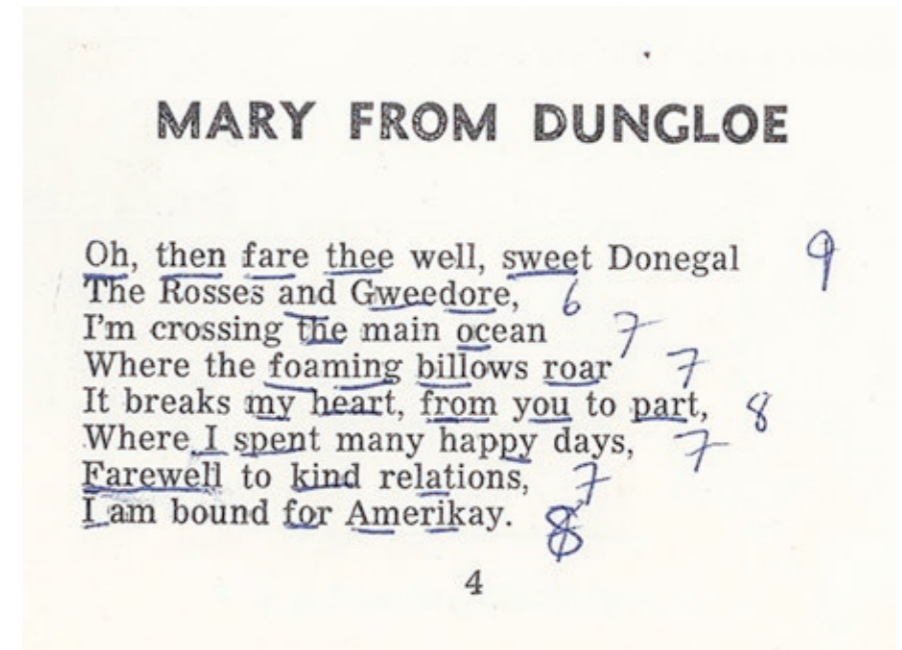 MARY FROM DUNGLOE
Oh, then fare thee well, sweet Donegal 9
The Rosses and Gweedore, 6
I'm crossing the main ocean 7
Where the foaming billows roar 7
It breaks my heart, from you to part, 8
Where I spent many happy days, 7
Farewell to kind relations, 7
I am bound for Amerikay. 8
4